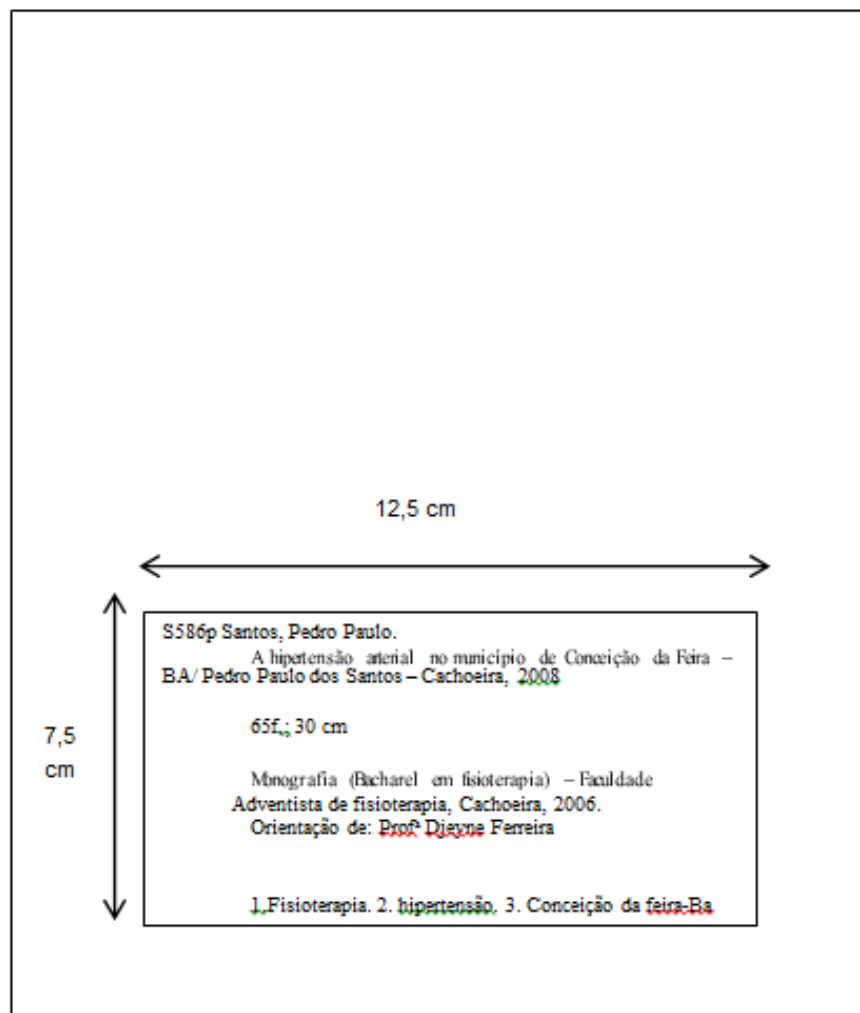 12,5 cm
7,5
cm
S586p Santos, Pedro Paulo.
A hipertensão arterial no município de Conceição da Feira –
BA/ Pedro Paulo dos Santos – Cachoeira, 2008
65f.; 30 cm
Monografia (Bacharel em fisioterapia) – Faculdade
Adventista de fisioterapia, Cachoeira, 2006.
Orientação de: Profª Djeyne Ferreira
1.Fisioterapia. 2. hipertensão. 3. Conceição da feira-Ba